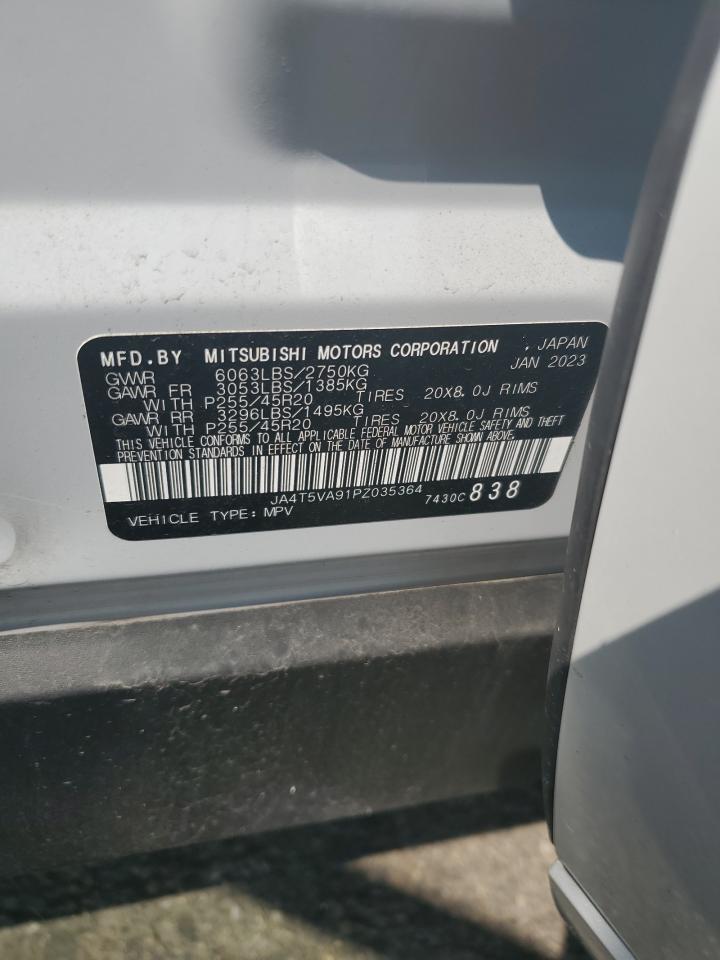 MFD.BY MITSUBISHI MOTORS CORPORATION , JAPAN
GVWR 6063LBS/2750KG JAN 2023
GAWR FR 3053LBS/1385KG
WITH P255/45R20 TIRES 20X8.0J RIMS
GAWR RR 3296LBS/1495KG
WITH P255/45R20 TIRES 20X8.0J RIMS
THIS VEHICLE CONFORMS TO ALL APPLICABLE FEDERAL MOTOR VEHICLE SAFETY AND THEFT
PREVENTION STANDARDS IN EFFECT ON THE DATE OF MANUFACTURE SHOWN ABOVE.
JA4T5VA91PZ035364 7430C 838
VEHICLE TYPE: MPV